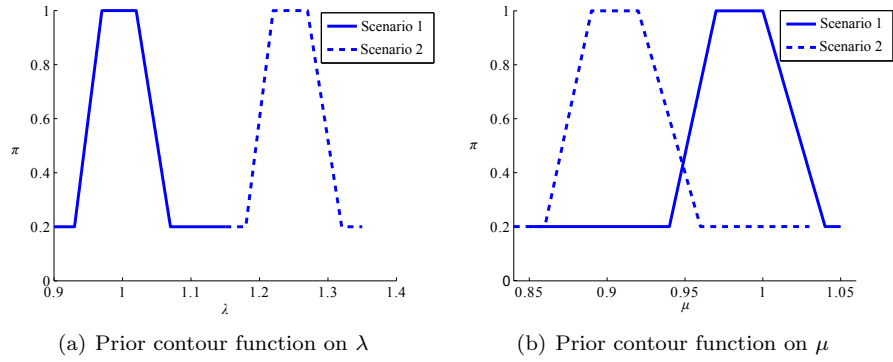 1
0.8
0.6
π
0.4
0.2
0
0.9
1
1.1
1.2
1.3
1.4
λ
Scenario 1
Scenario 2
(a) Prior contour function on λ
1
0.8
0.6
π
0.4
0.2
0
0.85
0.9
0.95
1
1.05
μ
Scenario 1
Scenario 2
(b) Prior contour function on μ